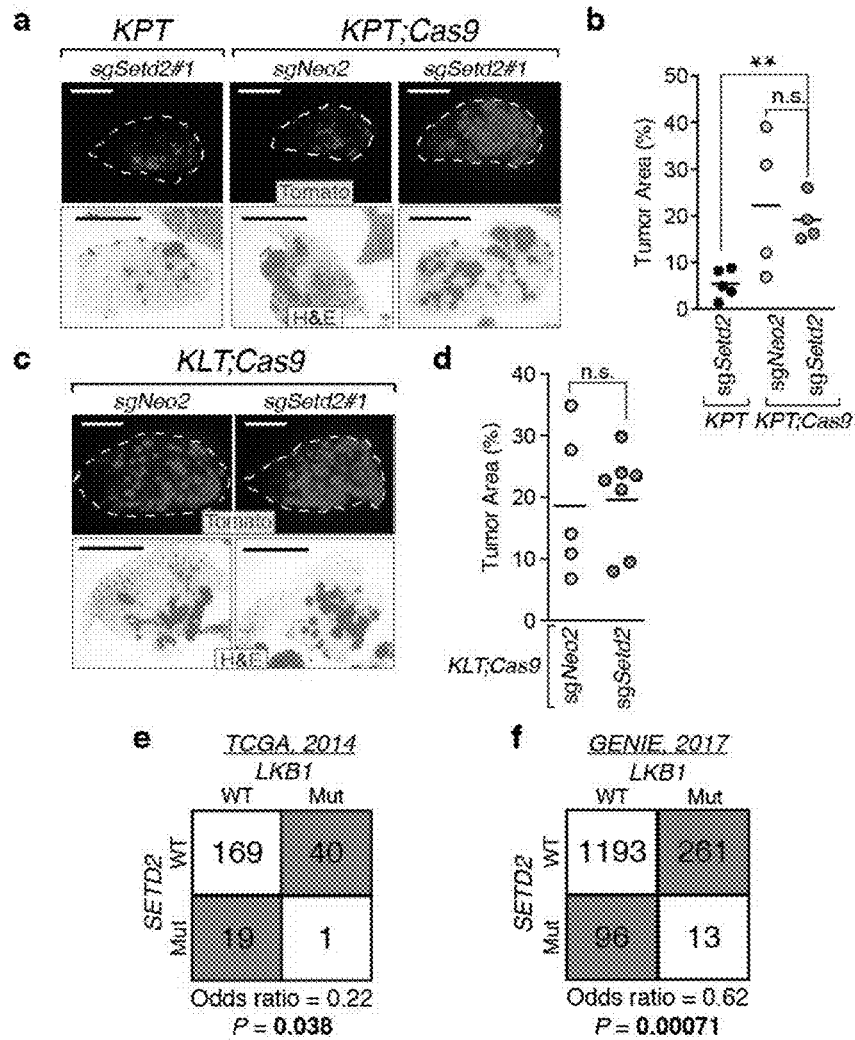 a
KPT KPT;Cas9
sgSetd2#1 sgNeo2 sgSetd2#1
Tomato
H&E
b
**
n.s.
Tumor Area (%)
50
40
30
20
10
0
sgSetd2
sgNeo2
sgSetd2
KPT KPT;Cas9
c
KLT;Cas9
sgNeo2 sgSetd2#1
Tomato
H&E
d
n.s.
Tumor Area (%)
40
30
20
10
0
sgNeo2
sgSetd2
KLT;Cas9
e
TCGA, 2014
LKB1
WT Mut
SETD2
WT 169 40
Mut 19 1
Odds ratio = 0.22
P = 0.038
f
GENIE, 2017
LKB1
WT Mut
SETD2
WT 1193 261
Mut 96 13
Odds ratio = 0.62
P = 0.00071